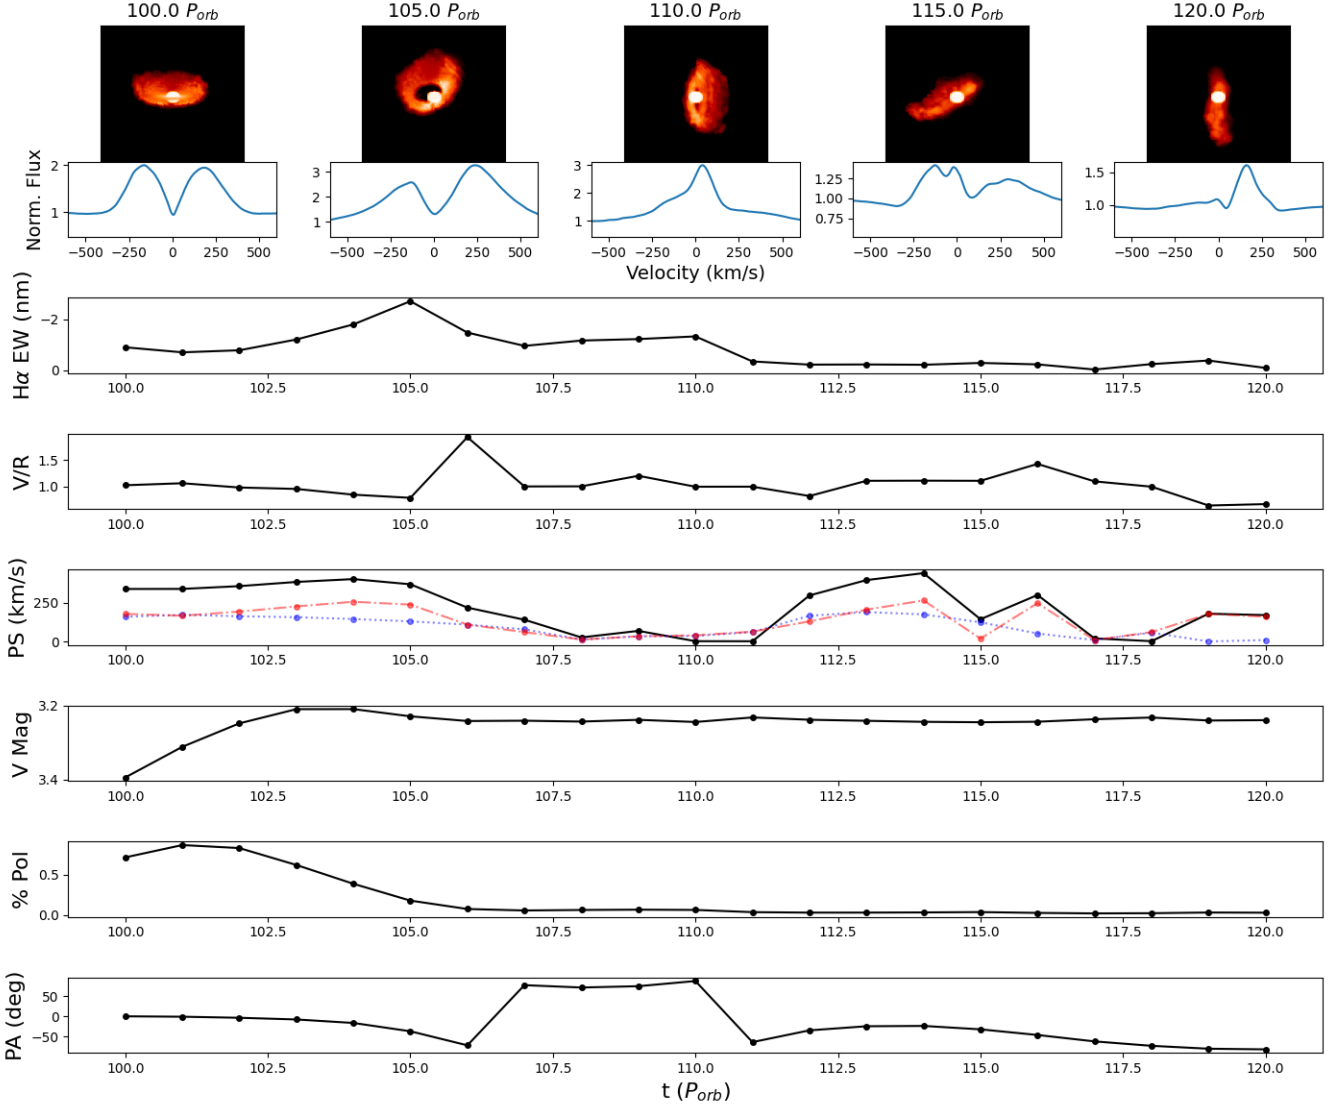 100.0 P_orb 105.0 P_orb 110.0 P_orb 115.0 P_orb 120.0 P_orb
Norm. Flux
2
1
−500 −250 0 250 500
3
2
1
−500 −250 0 250 500
3
2
1
−500 −250 0 250 500
1.25
1.00
0.75
−500 −250 0 250 500
1.5
1.0
−500 −250 0 250 500
Velocity (km/s)
Hα EW (nm)
−2
0
100.0 102.5 105.0 107.5 110.0 112.5 115.0 117.5 120.0
V/R
1.5
1.0
100.0 102.5 105.0 107.5 110.0 112.5 115.0 117.5 120.0
PS (km/s)
250
0
100.0 102.5 105.0 107.5 110.0 112.5 115.0 117.5 120.0
V Mag
3.2
3.4
100.0 102.5 105.0 107.5 110.0 112.5 115.0 117.5 120.0
% Pol
0.5
0.0
100.0 102.5 105.0 107.5 110.0 112.5 115.0 117.5 120.0
PA (deg)
50
0
−50
100.0 102.5 105.0 107.5 110.0 112.5 115.0 117.5 120.0
t (P_orb)